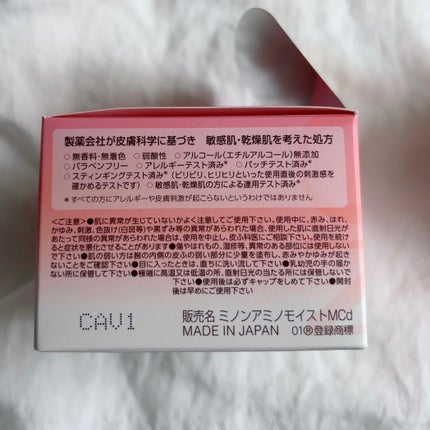 製薬会社が皮膚科学に基づき 敏感肌・乾燥肌を考えた処方
○無香料・無着色 ○弱酸性 ○アルコール(エチルアルコール)無添加
○パラベンフリー ○アレルギーテスト済み* ○パッチテスト済み*
○スティンギングテスト済み*(ピリピリ、ヒリヒリといった使用直後の刺激感を
確かめるテストです) ○敏感肌・乾燥肌の方による連用テスト済み*
*すべての方にアレルギーや皮膚刺激が起こらないというわけではありません
<ご注意>●肌に異常が生じていないかよく注意してご使用下さい。使用中に、赤み、はれ、
かゆみ、刺激、色抜け(白斑等)や黒ずみ等の異常があらわれた場合、使用した肌に直射日光が
あたって同様の異常があらわれた場合は、使用を中止し、皮ふ科医にご相談下さい。使用を続け
ると症状を悪化させることがあります●傷やはれもの、湿疹等、異常のある部位には使用しない
で下さい●肌の弱い方は腕の内側の皮ふの弱い部分に少量を塗布し、赤みやかゆみが起き
ないことをご確認下さい●目に入ったときは、直ちに洗い流して下さい●乳幼児の手の届か
ない所に保管して下さい●極端に高温又は低温の所、直射日光の当たる所には保管しないで
下さい●使用後は必ずキャップをしめて下さい●開封
後は早めにご使用下さい
CAV1
販売名 ミノンアミノモイストMCd
MADE IN JAPAN 01Ⓡ登録商標